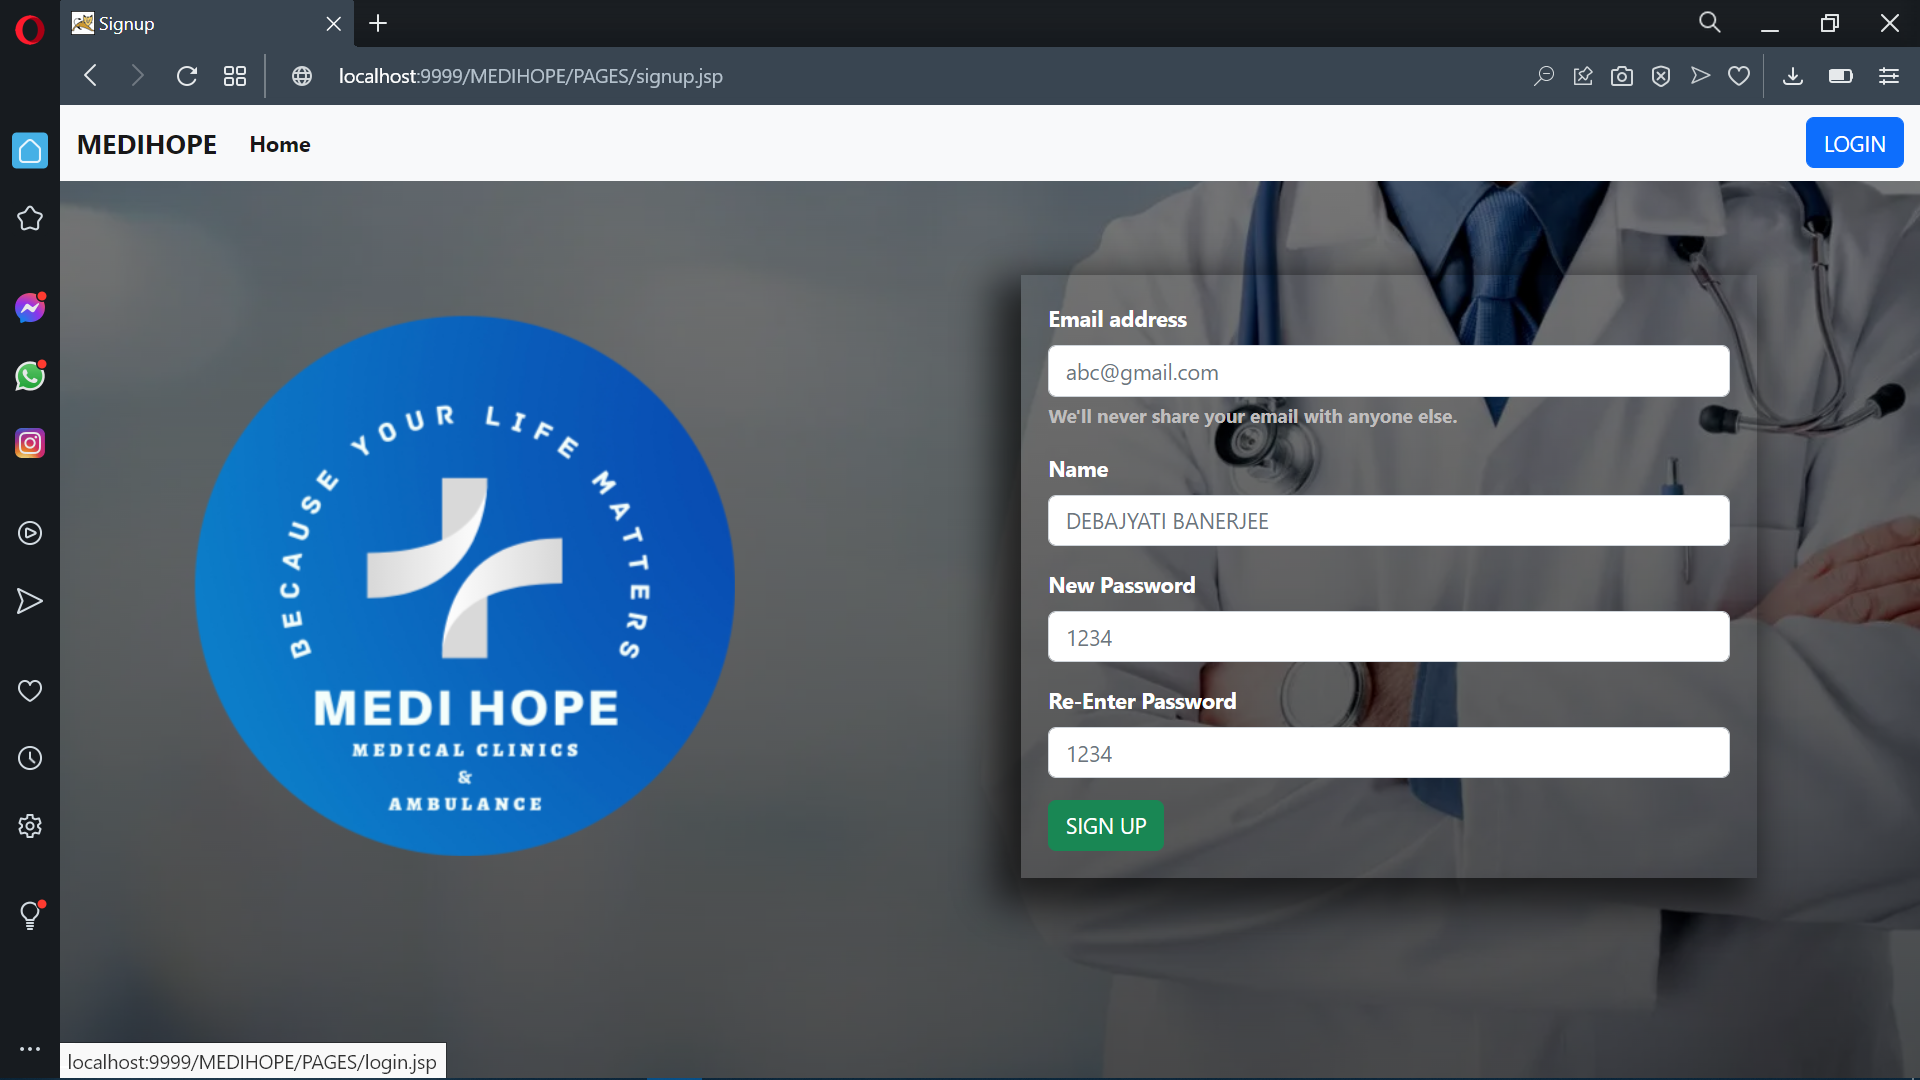 Signup
localhost:9999/MEDIHOPE/PAGES/signup.jsp
MEDIHOPE Home LOGIN
BECAUSE YOUR LIFE MATTERS
MEDI HOPE
MEDICAL CLINICS
&
AMBULANCE
Email address
abc@gmail.com
We'll never share your email with anyone else.
Name
DEBAJYATI BANERJEE
New Password
1234
Re-Enter Password
1234
SIGN UP
localhost:9999/MEDIHOPE/PAGES/login.jsp